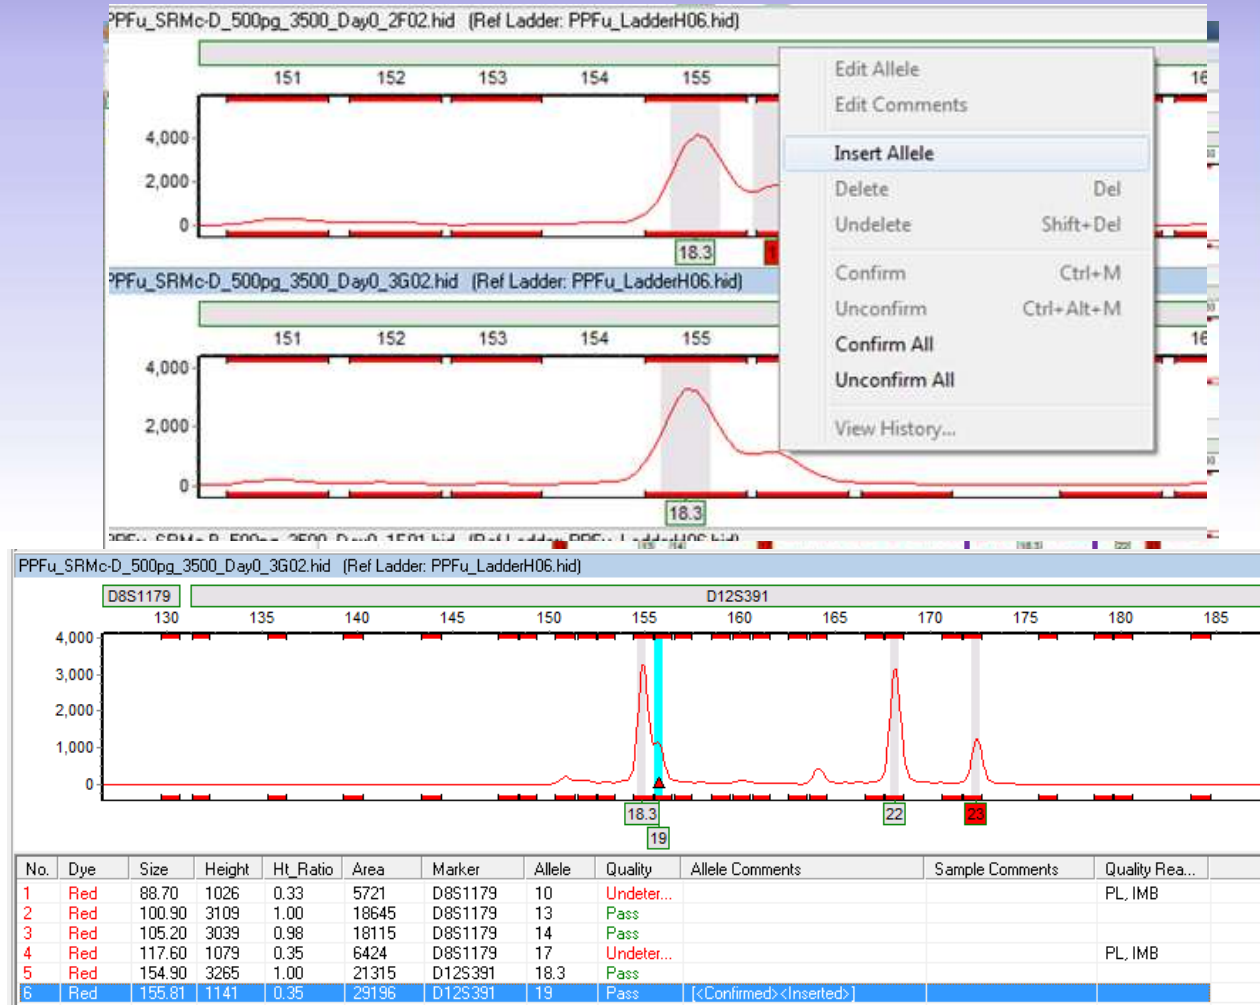 PPFu_SRMc-D_500pg_3500_Day0_2F02.hid (Ref Ladder: PPFu_LadderH06.hid)
151 152 153 154 155 16
4,000
2,000
0
18.3
Edit Allele
Edit Comments
Insert Allele
Delete Del
Undelete Shift+Del
Confirm Ctrl+M
Unconfirm Ctrl+Alt+M
Confirm All
Unconfirm All
View History...
PPFu_SRMc-D_500pg_3500_Day0_3G02.hid (Ref Ladder: PPFu_LadderH06.hid)
151 152 153 154 155 16
4,000
2,000
0
18.3
PPFu_SRMc-D_500pg_3500_Day0_3G02.hid (Ref Ladder: PPFu_LadderH06.hid)
D8S1179 D12S391
130 135 140 145 150 155 160 165 170 175 180 185
4,000
3,000
2,000
1,000
0
18.3 22 23
19
No. Dye Size Height Ht_Ratio Area Marker Allele Quality Allele Comments Sample Comments Quality Rea...
1 Red 88.70 1026 0.33 5721 D8S1179 10 Undeter... PL, IMB
2 Red 100.90 3109 1.00 18645 D8S1179 13 Pass
3 Red 105.20 3039 0.98 18115 D8S1179 14 Pass
4 Red 117.60 1079 0.35 6424 D8S1179 17 Undeter... PL, IMB
5 Red 154.90 3265 1.00 21315 D12S391 18.3 Pass
6 Red 155.81 1141 0.35 29196 D12S391 19 Pass [<Confirmed><Inserted>]